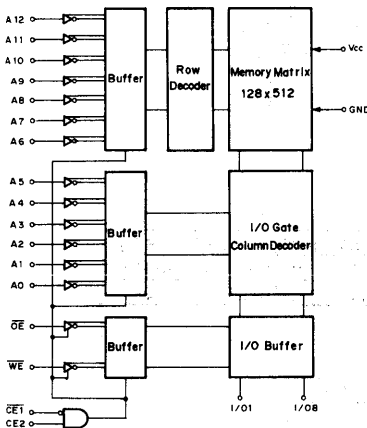 A12
A11
A10
A9
A8
A7
A6
Buffer
Row
Decoder
Memory Matrix
128 x 512
Vcc
GND
A5
A4
A3
A2
A1
A0
Buffer
I/O Gate
Column Decoder
OE
WE
Buffer
I/O Buffer
CE1
CE2
I/O1
I/O8